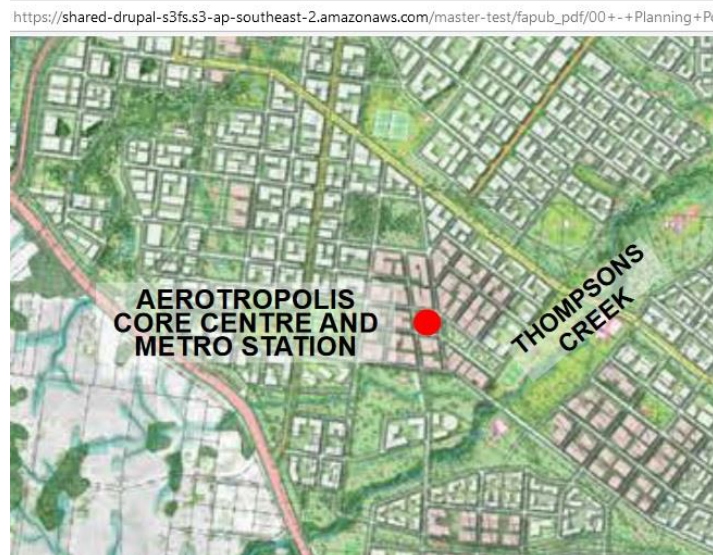 https://shared-drupal-s3fs.s3-ap-southeast-2.amazonaws.com/master-test/fapub_pdf/00+-+Planning+P
AEROTROPOLIS
CORE CENTRE AND
METRO STATION
THOMPSONS
CREEK